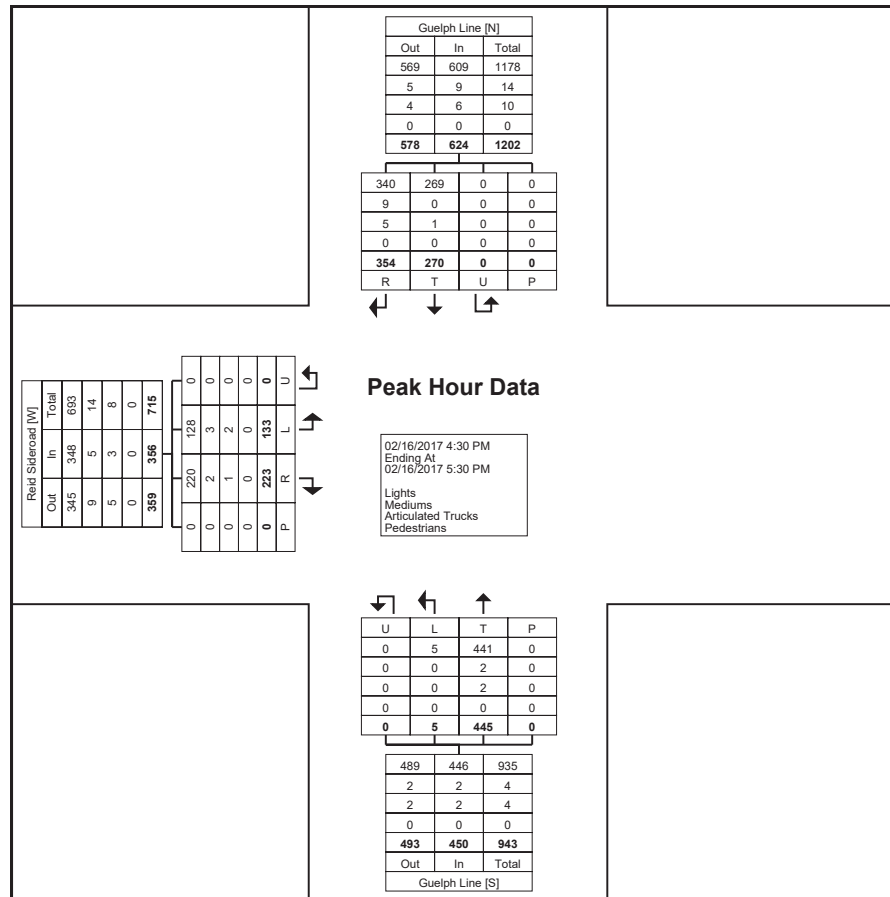 Guelph Line [N]
Out In Total
569 609 1178
5 9 14
4 6 10
0 0 0
578 624 1202
340 269 0 0
9 0 0 0
5 1 0 0
0 0 0 0
354 270 0 0
R T U P
Reid Sideroad [W]
Out In Total
345 348 693
9 5 14
5 3 8
0 0 0
359 356 715
0 220 128 0
0 2 3 0
0 1 2 0
0 0 0 0
0 223 133 0
P R L U
Peak Hour Data
02/16/2017 4:30 PM
Ending At
02/16/2017 5:30 PM
Lights
Mediums
Articulated Trucks
Pedestrians
U L T P
0 5 441 0
0 0 2 0
0 0 2 0
0 0 0 0
0 5 445 0
489 446 935
2 2 4
2 2 4
0 0 0
493 450 943
Out In Total
Guelph Line [S]